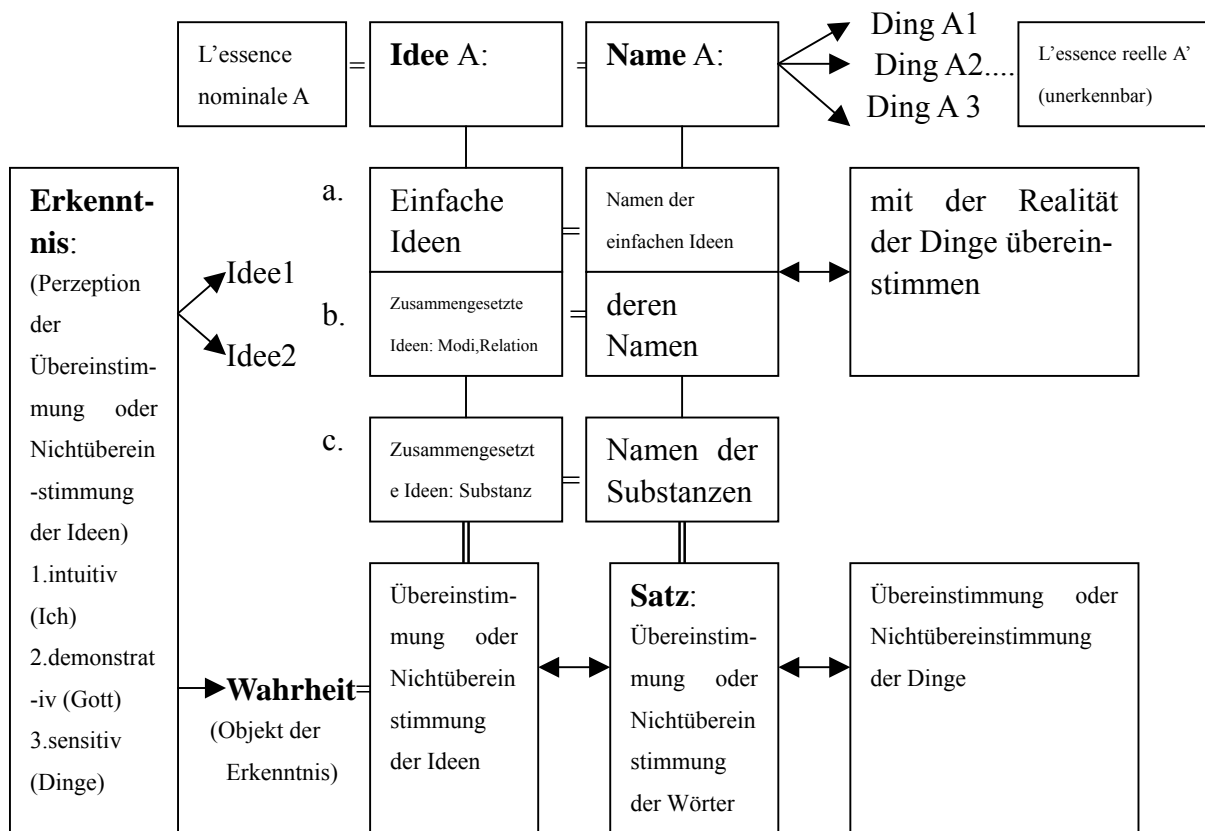 L'essence
nominale A
=
Idee A:
=
Name A:
Ding A1
Ding A2....
Ding A 3
L'essence reelle A'
(unerkennbar)
Erkennt-
nis:
(Perzeption
der
Übereinstim-
mung oder
Nichtüberein
-stimmung
der Ideen)
1.intuitiv
(Ich)
2.demonstrat
-iv (Gott)
3.sensitiv
(Dinge)
Idee1
Idee2
a.
Einfache
Ideen
=
Namen der
einfachen Ideen
mit der Realität
der Dinge überein-
stimmen
b.
Zusammengesetzte
Ideen: Modi,Relation
=
deren
Namen
c.
Zusammengesetzt
e Ideen: Substanz
=
Namen der
Substanzen
Wahrheit=
(Objekt der
Erkenntnis)
Übereinstim-
mung oder
Nichtüberein
stimmung
der Ideen
Satz:
Übereinstim-
mung oder
Nichtüberein
stimmung
der Wörter
Übereinstimmung oder
Nichtübereinstimmung
der Dinge